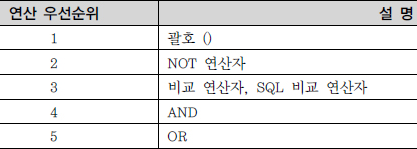 연산 우선순위 설 명
1 괄호 ()
2 NOT 연산자
3 비교 연산자, SQL 비교 연산자
4 AND
5 OR